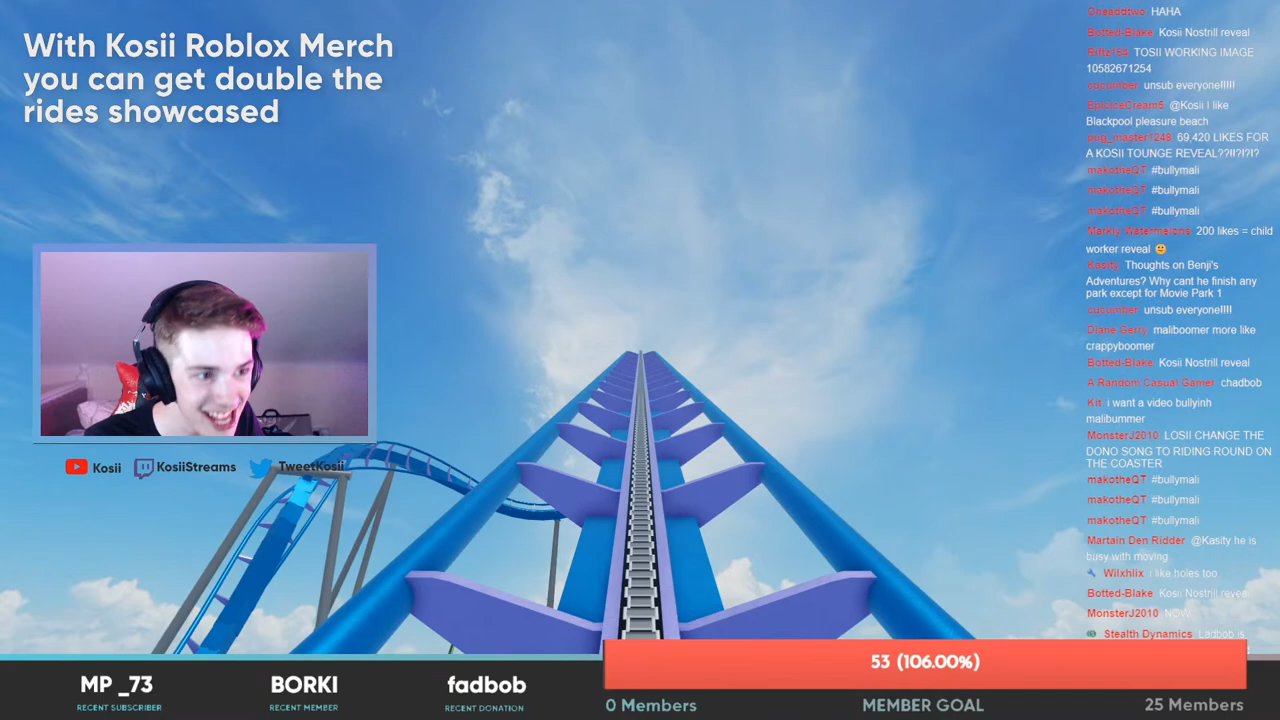 With Kosii Roblox Merch
you can get double the
rides showcased
Oneaddtwo HAHA
Botted-Blake Kosii Nostrill reveal
Riftz154 TOSII WORKING IMAGE
10582671254
cucumber unsub everyone!!!!!
EpicIceCream5 @Kosii I like
Blackpool pleasure beach
pug_master1248 69,420 LIKES FOR
A KOSII TOUNGE REVEAL??!!?!?!?
makotheQT #bullymali
makotheQT #bullymali
makotheQT #bullymali
Markly Watermelons 200 likes = child
worker reveal
Kasity Thoughts on Benji's
Adventures? Why cant he finish any
park except for Movie Park 1
cucumber unsub everyone!!!!
Diane Gerry maliboomer more like
crappyboomer
Botted-Blake Kosii Nostrill reveal
A Random Casual Gamer chadbob
Kit i want a video bullyinh
malibummer
MonsterJ2010 LOSII CHANGE THE
DONO SONG TO RIDING ROUND ON
THE COASTER
makotheQT #bullymali
makotheQT #bullymali
makotheQT #bullymali
Martain Den Ridder @Kasity he is
busy with moving
Wilxhlix i like holes too
Botted-Blake Kosii Nostrill reveal
MonsterJ2010 NOW
Stealth Dynamics Ladbob is
Kosii KosiiStreams TweetKosii
MP _73 BORKI fadbob
RECENT SUBSCRIBER RECENT MEMBER RECENT DONATION
53 (106.00%)
0 Members MEMBER GOAL 25 Members